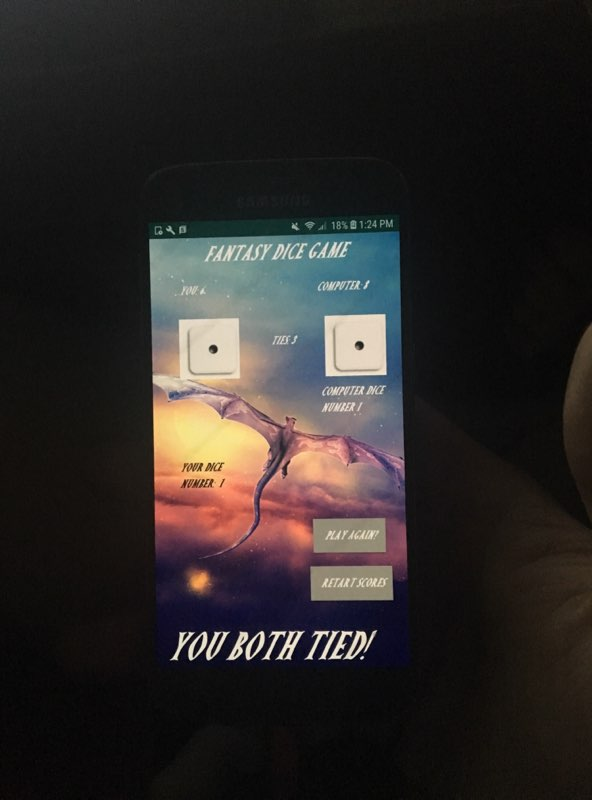 SAMSUNG
18% 1:24 PM
FANTASY DICE GAME
YOU: 6
COMPUTER: 8
TIES: 3
COMPUTER DICE
NUMBER 1
YOUR DICE
NUMBER: 1
PLAY AGAIN?
RETART SCORES
YOU BOTH TIED!